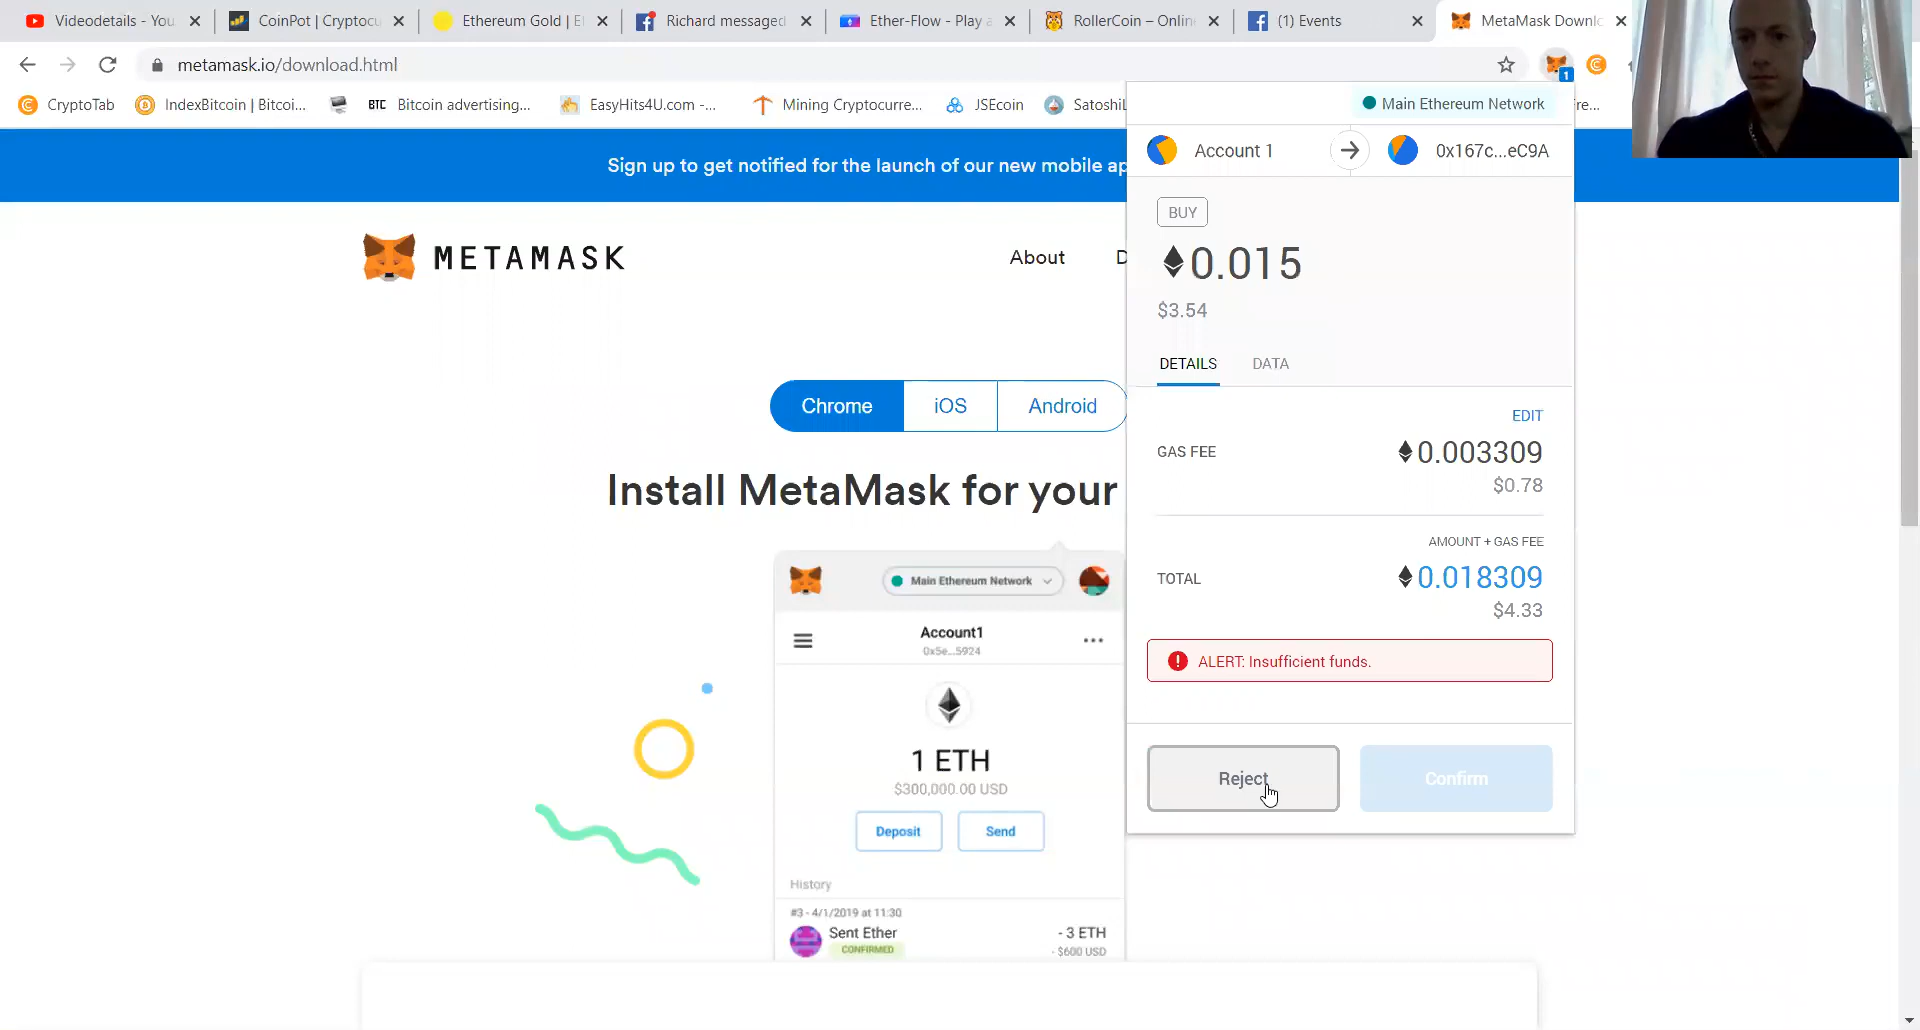 Videodetails - You
CoinPot | Cryptocu
Ethereum Gold | E
Richard messaged
Ether-Flow - Play a
RollerCoin – Onlin
(1) Events
MetaMask Downlo
metamask.io/download.html
1
CryptoTab
IndexBitcoin | Bitcoi...
BTC Bitcoin advertising...
EasyHits4U.com -...
Mining Cryptocurre...
JSEcoin
SatoshiL
re...
Sign up to get notified for the launch of our new mobile ap
METAMASK
About
D
Chrome
iOS
Android
Install MetaMask for your
Main Ethereum Network
Account1
0x5e...5924
1 ETH
$300,000.00 USD
Deposit
Send
History
#3 - 4/1/2019 at 11:30
Sent Ether
- 3 ETH
CONFIRMED
- $600 USD
Main Ethereum Network
Account 1
0x167c...eC9A
BUY
0.015
$3.54
DETAILS
DATA
EDIT
GAS FEE
0.003309
$0.78
AMOUNT + GAS FEE
TOTAL
0.018309
$4.33
ALERT: Insufficient funds.
Reject
Confirm